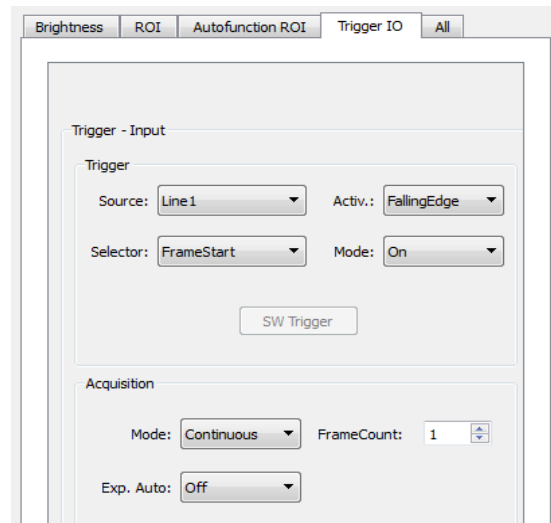 Brightness ROI Autofunction ROI Trigger IO All
Trigger - Input
Trigger
Source: Line1 Activ.: FallingEdge
Selector: FrameStart Mode: On
SW Trigger
Acquisition
Mode: Continuous FrameCount: 1
Exp. Auto: Off